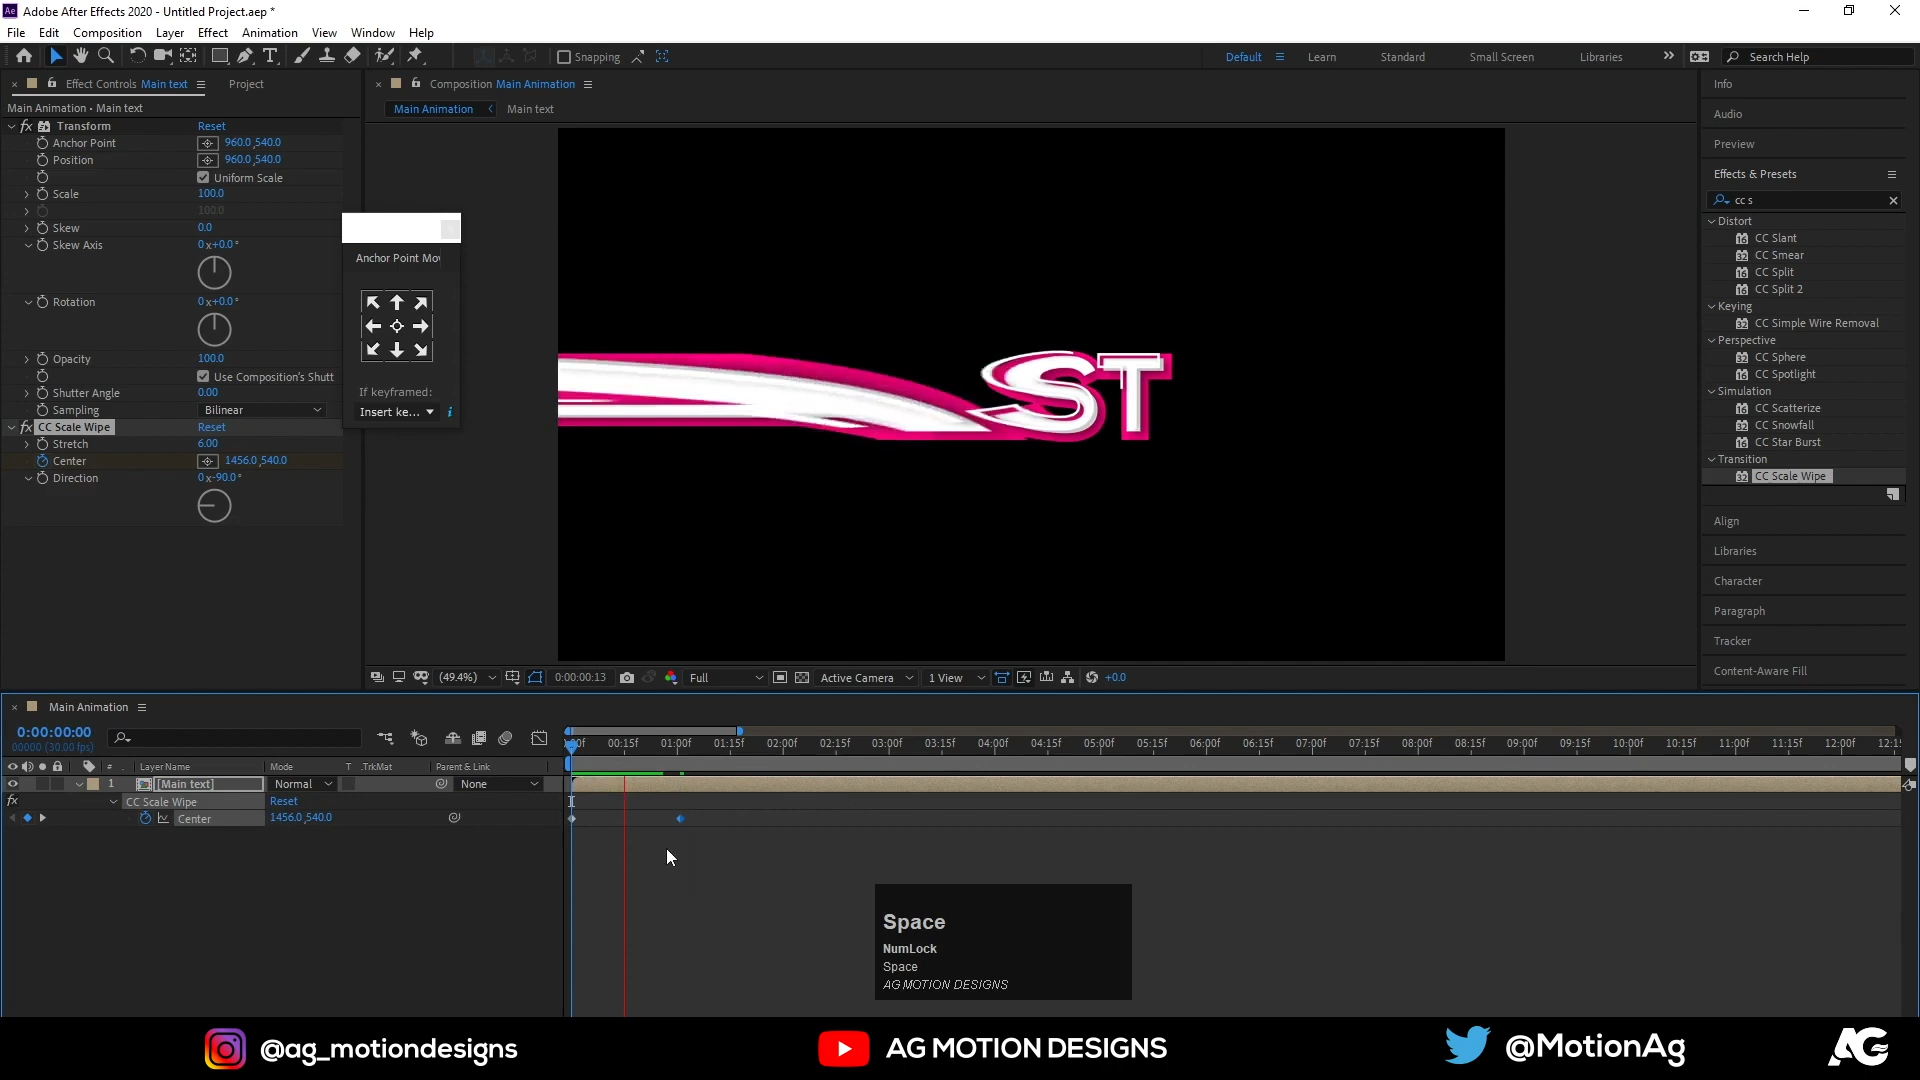 Adobe After Effects 2020 - Untitled Project.aep *
File Edit Composition Layer Effect Animation View Window Help
Snapping
Default Learn Standard Small Screen Libraries
Search Help
Effect Controls Main text Project
Main Animation • Main text
Transform Reset
Anchor Point 960.0,540.0
Position 960.0,540.0
Uniform Scale
Scale 100.0
100.0
Skew 0.0
Skew Axis 0x+0.0°
Rotation 0x+0.0°
Opacity 100.0
Use Composition's Shutt
Shutter Angle 0.00
Sampling Bilinear
CC Scale Wipe Reset
Stretch 6.00
Center 1456.0,540.0
Direction 0x-90.0°
Anchor Point Mov
If keyframed:
Insert ke...
Composition Main Animation
Main Animation Main text
ST
(49.4%) 0:00:00:13 Full Active Camera 1 View +0.0
Info
Audio
Preview
Effects & Presets
cc s
Distort
CC Slant
CC Smear
CC Split
CC Split 2
Keying
CC Simple Wire Removal
Perspective
CC Sphere
CC Spotlight
Simulation
CC Scatterize
CC Snowfall
CC Star Burst
Transition
CC Scale Wipe
Align
Libraries
Character
Paragraph
Tracker
Content-Aware Fill
Main Animation
0:00:00:00
00000 (30.00 fps)
00:15f 01:00f 01:15f 02:00f 02:15f 03:00f 03:15f 04:00f 04:15f 05:00f 05:15f 06:00f 06:15f 07:00f 07:15f 08:00f 08:15f 09:00f 09:15f 10:00f 10:15f 11:00f 11:15f 12:00f
# Layer Name Mode T .TrkMat Parent & Link
1 [Main text] Normal None
fx CC Scale Wipe Reset
Center 1456.0,540.0
Space
NumLock
Space
AG MOTION DESIGNS
@ag_motiondesigns AG MOTION DESIGNS @MotionAg AG